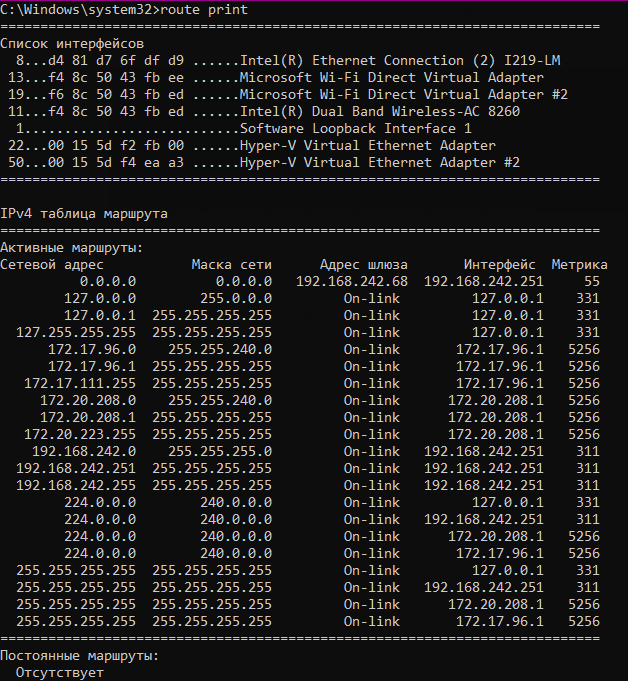 C:\Windows\system32>route print
===========================================================================
Список интерфейсов
  8...d4 81 d7 6f df d9 ......Intel(R) Ethernet Connection (2) I219-LM
 13...f4 8c 50 43 fb ee ......Microsoft Wi-Fi Direct Virtual Adapter
 19...f6 8c 50 43 fb ed ......Microsoft Wi-Fi Direct Virtual Adapter #2
 11...f4 8c 50 43 fb ed ......Intel(R) Dual Band Wireless-AC 8260
  1...........................Software Loopback Interface 1
 22...00 15 5d f2 fb 00 ......Hyper-V Virtual Ethernet Adapter
 50...00 15 5d f4 ea a3 ......Hyper-V Virtual Ethernet Adapter #2
===========================================================================
IPv4 таблица маршрута
===========================================================================
Активные маршруты:
Сетевой адрес           Маска сети      Адрес шлюза       Интерфейс  Метрика
          0.0.0.0          0.0.0.0   192.168.242.68  192.168.242.251     55
        127.0.0.0        255.0.0.0         On-link         127.0.0.1    331
        127.0.0.1  255.255.255.255         On-link         127.0.0.1    331
  127.255.255.255  255.255.255.255         On-link         127.0.0.1    331
      172.17.96.0    255.255.240.0         On-link       172.17.96.1   5256
      172.17.96.1  255.255.255.255         On-link       172.17.96.1   5256
   172.17.111.255  255.255.255.255         On-link       172.17.96.1   5256
     172.20.208.0    255.255.240.0         On-link      172.20.208.1   5256
     172.20.208.1  255.255.255.255         On-link      172.20.208.1   5256
   172.20.223.255  255.255.255.255         On-link      172.20.208.1   5256
    192.168.242.0    255.255.255.0         On-link   192.168.242.251    311
  192.168.242.251  255.255.255.255         On-link   192.168.242.251    311
  192.168.242.255  255.255.255.255         On-link   192.168.242.251    311
        224.0.0.0        240.0.0.0         On-link         127.0.0.1    331
        224.0.0.0        240.0.0.0         On-link   192.168.242.251    311
        224.0.0.0        240.0.0.0         On-link      172.20.208.1   5256
        224.0.0.0        240.0.0.0         On-link       172.17.96.1   5256
  255.255.255.255  255.255.255.255         On-link         127.0.0.1    331
  255.255.255.255  255.255.255.255         On-link   192.168.242.251    311
  255.255.255.255  255.255.255.255         On-link      172.20.208.1   5256
  255.255.255.255  255.255.255.255         On-link       172.17.96.1   5256
===========================================================================
Постоянные маршруты:
  Отсутствует